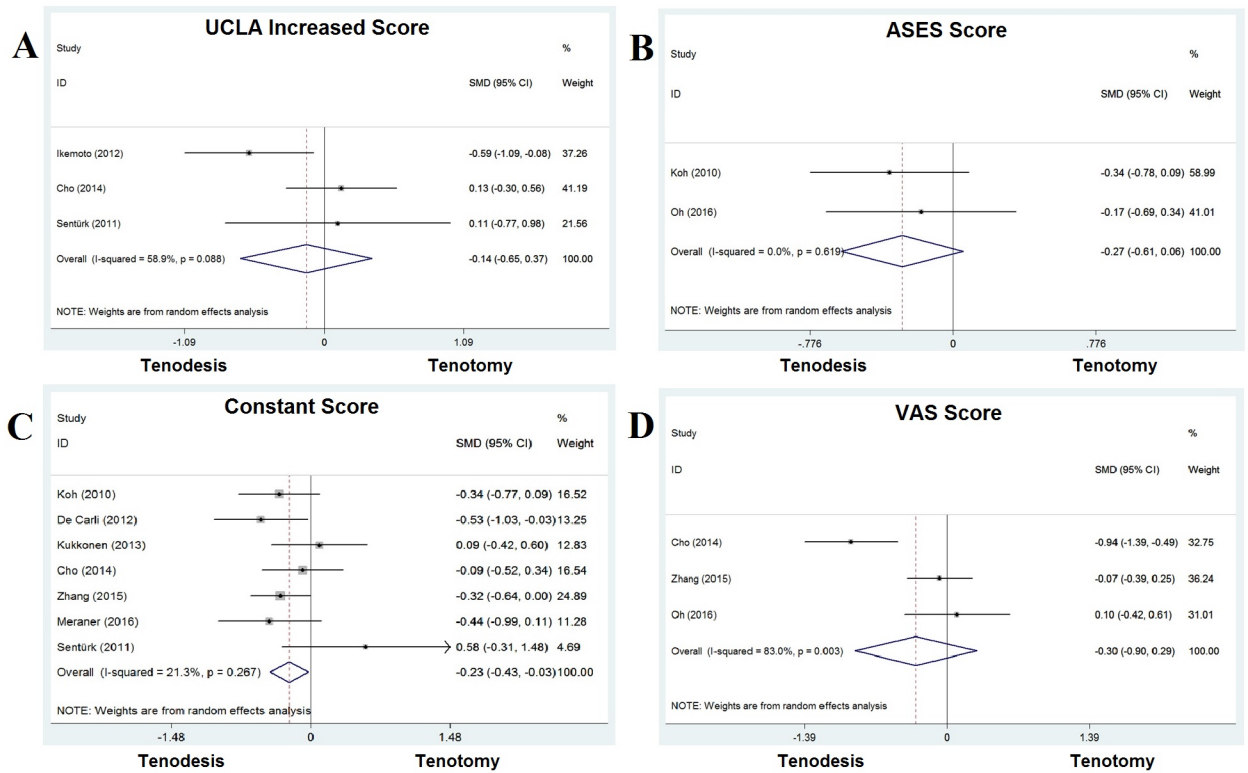 A
UCLA Increased Score
Study %
ID SMD (95% CI) Weight
Ikemoto (2012) -0.59 (-1.09, -0.08) 37.26
Cho (2014) 0.13 (-0.30, 0.56) 41.19
Sentürk (2011) 0.11 (-0.77, 0.98) 21.56
Overall (I-squared = 58.9%, p = 0.088) -0.14 (-0.65, 0.37) 100.00
NOTE: Weights are from random effects analysis
-1.09 0 1.09
Tenodesis Tenotomy
B
ASES Score
Study %
ID SMD (95% CI) Weight
Koh (2010) -0.34 (-0.78, 0.09) 58.99
Oh (2016) -0.17 (-0.69, 0.34) 41.01
Overall (I-squared = 0.0%, p = 0.619) -0.27 (-0.61, 0.06) 100.00
NOTE: Weights are from random effects analysis
-.776 0 .776
Tenodesis Tenotomy
C
Constant Score
Study %
ID SMD (95% CI) Weight
Koh (2010) -0.34 (-0.77, 0.09) 16.52
De Carli (2012) -0.53 (-1.03, -0.03) 13.25
Kukkonen (2013) 0.09 (-0.42, 0.60) 12.83
Cho (2014) -0.09 (-0.52, 0.34) 16.54
Zhang (2015) -0.32 (-0.64, 0.00) 24.89
Meraner (2016) -0.44 (-0.99, 0.11) 11.28
Sentürk (2011) 0.58 (-0.31, 1.48) 4.69
Overall (I-squared = 21.3%, p = 0.267) -0.23 (-0.43, -0.03) 100.00
NOTE: Weights are from random effects analysis
-1.48 0 1.48
Tenodesis Tenotomy
D
VAS Score
Study %
ID SMD (95% CI) Weight
Cho (2014) -0.94 (-1.39, -0.49) 32.75
Zhang (2015) -0.07 (-0.39, 0.25) 36.24
Oh (2016) 0.10 (-0.42, 0.61) 31.01
Overall (I-squared = 83.0%, p = 0.003) -0.30 (-0.90, 0.29) 100.00
NOTE: Weights are from random effects analysis
-1.39 0 1.39
Tenodesis Tenotomy